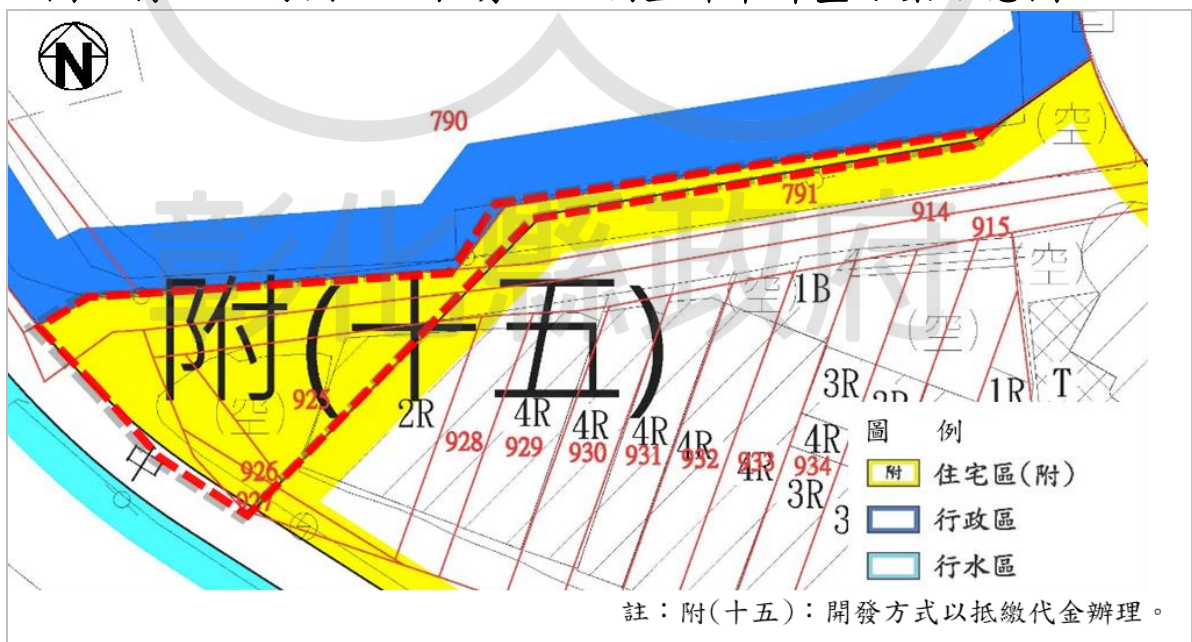 N
790
(空)
791
914
915
彰化縣政府
附(十五)
(空)
(空)
1B
(空)
(空)
925
2R
4R
4R
4R
4R
4R
3R
1R
T
4R
3R
926
928
929
930
931
932
933
934
圖 例
附 住宅區(附)
行政區
行水區
註：附(十五)：開發方式以抵繳代金辦理。